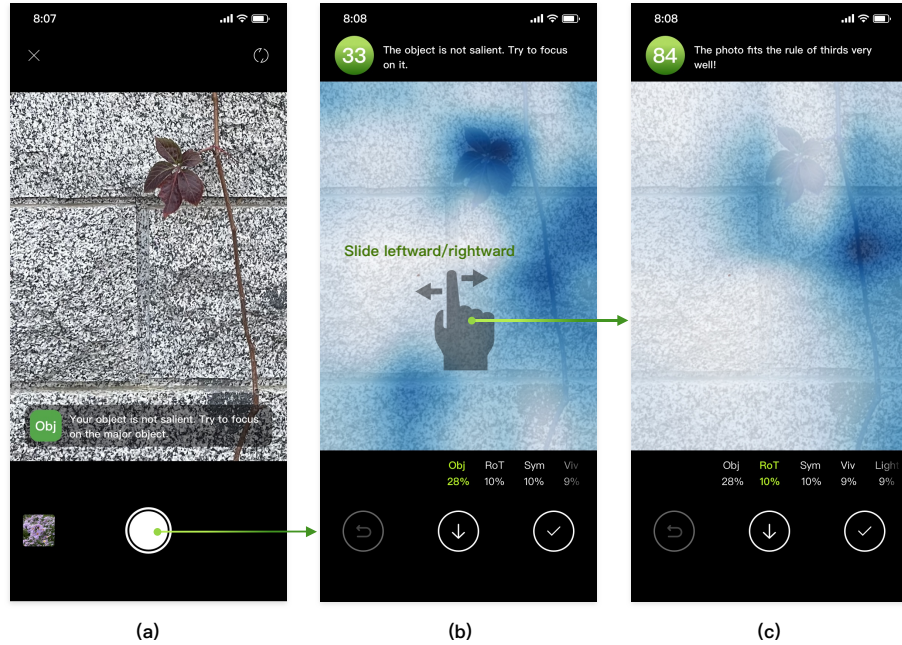 8:07
Obj
Your object is not salient. Try to focus
on the major object.
(a)
8:08
33
The object is not salient. Try to focus
on it.
Slide leftward/rightward
Obj RoT Sym Viv
28% 10% 10% 9%
(b)
8:08
84
The photo fits the rule of thirds very
well!
Obj RoT Sym Viv Light
28% 10% 10% 9% 9%
(c)